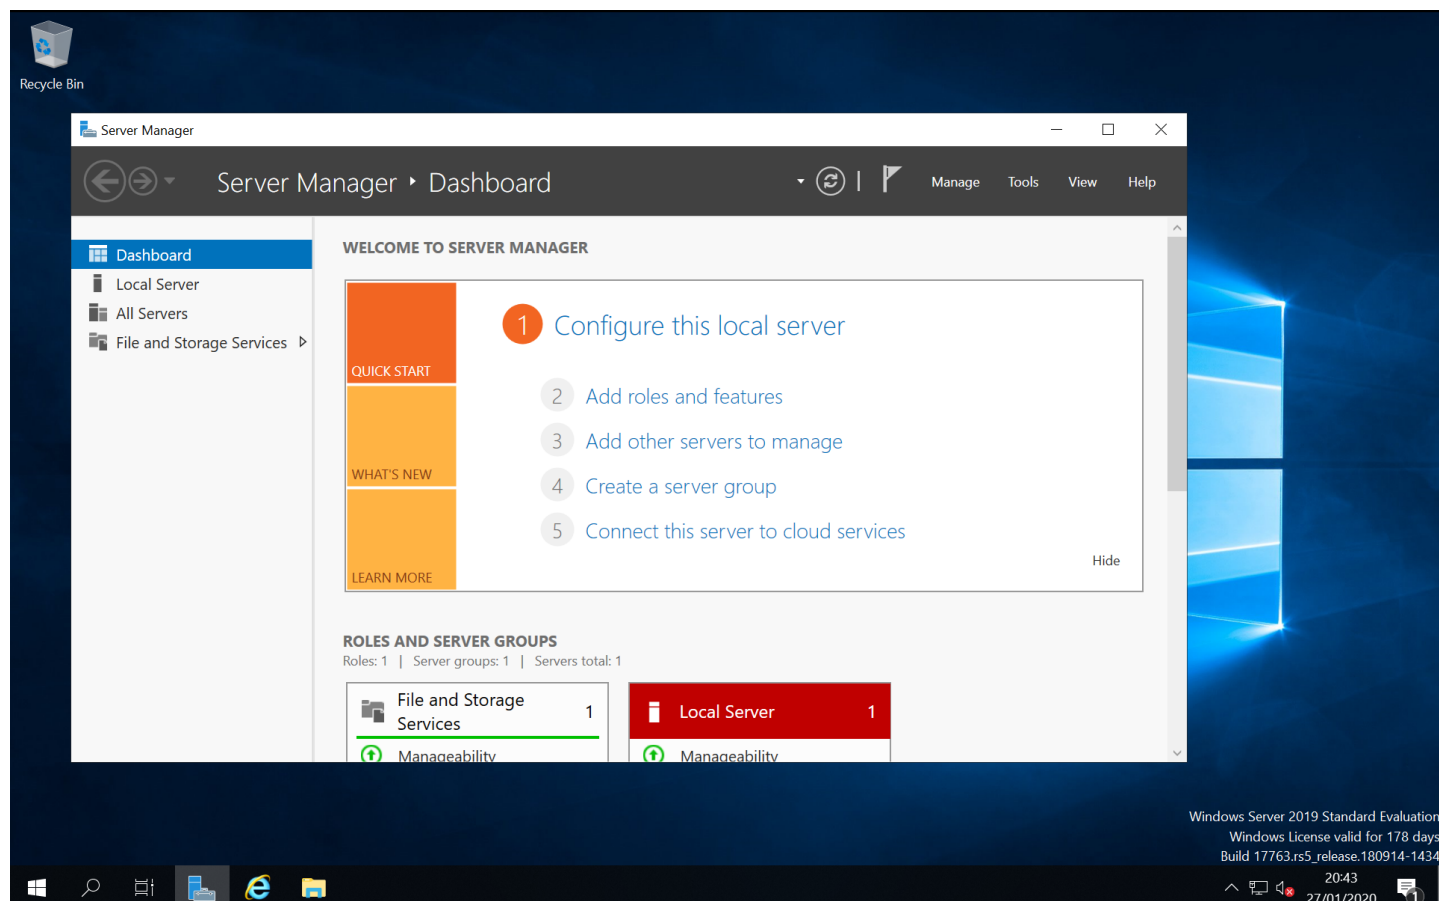 Recycle Bin
Server Manager
Server Manager ‣ Dashboard
Manage Tools View Help
Dashboard
Local Server
All Servers
File and Storage Services
WELCOME TO SERVER MANAGER
QUICK START
WHAT'S NEW
LEARN MORE
1 Configure this local server
2 Add roles and features
3 Add other servers to manage
4 Create a server group
5 Connect this server to cloud services
Hide
ROLES AND SERVER GROUPS
Roles: 1 | Server groups: 1 | Servers total: 1
File and Storage
Services 1
Manageability
Local Server 1
Manageability
Windows Server 2019 Standard Evaluation
Windows License valid for 178 days
Build 17763.rs5_release.180914-1434
20:43
27/01/2020
1